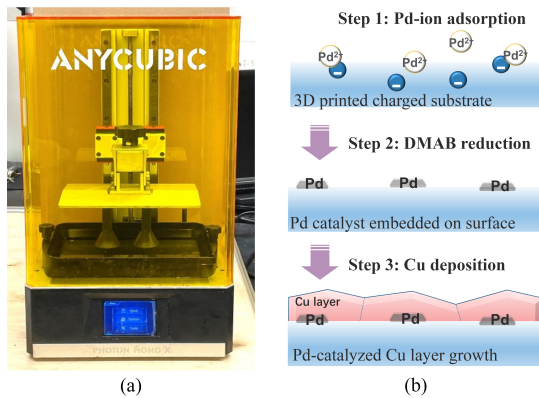 ANYCUBIC
PHOTON MONO X
(a)
Step 1: Pd-ion adsorption
Pd2+
Pd2+
Pd2+
Pd2+
3D printed charged substrate
Step 2: DMAB reduction
Pd Pd Pd
Pd catalyst embedded on surface
Step 3: Cu deposition
Cu layer
Pd Pd Pd
Pd-catalyzed Cu layer growth
(b)